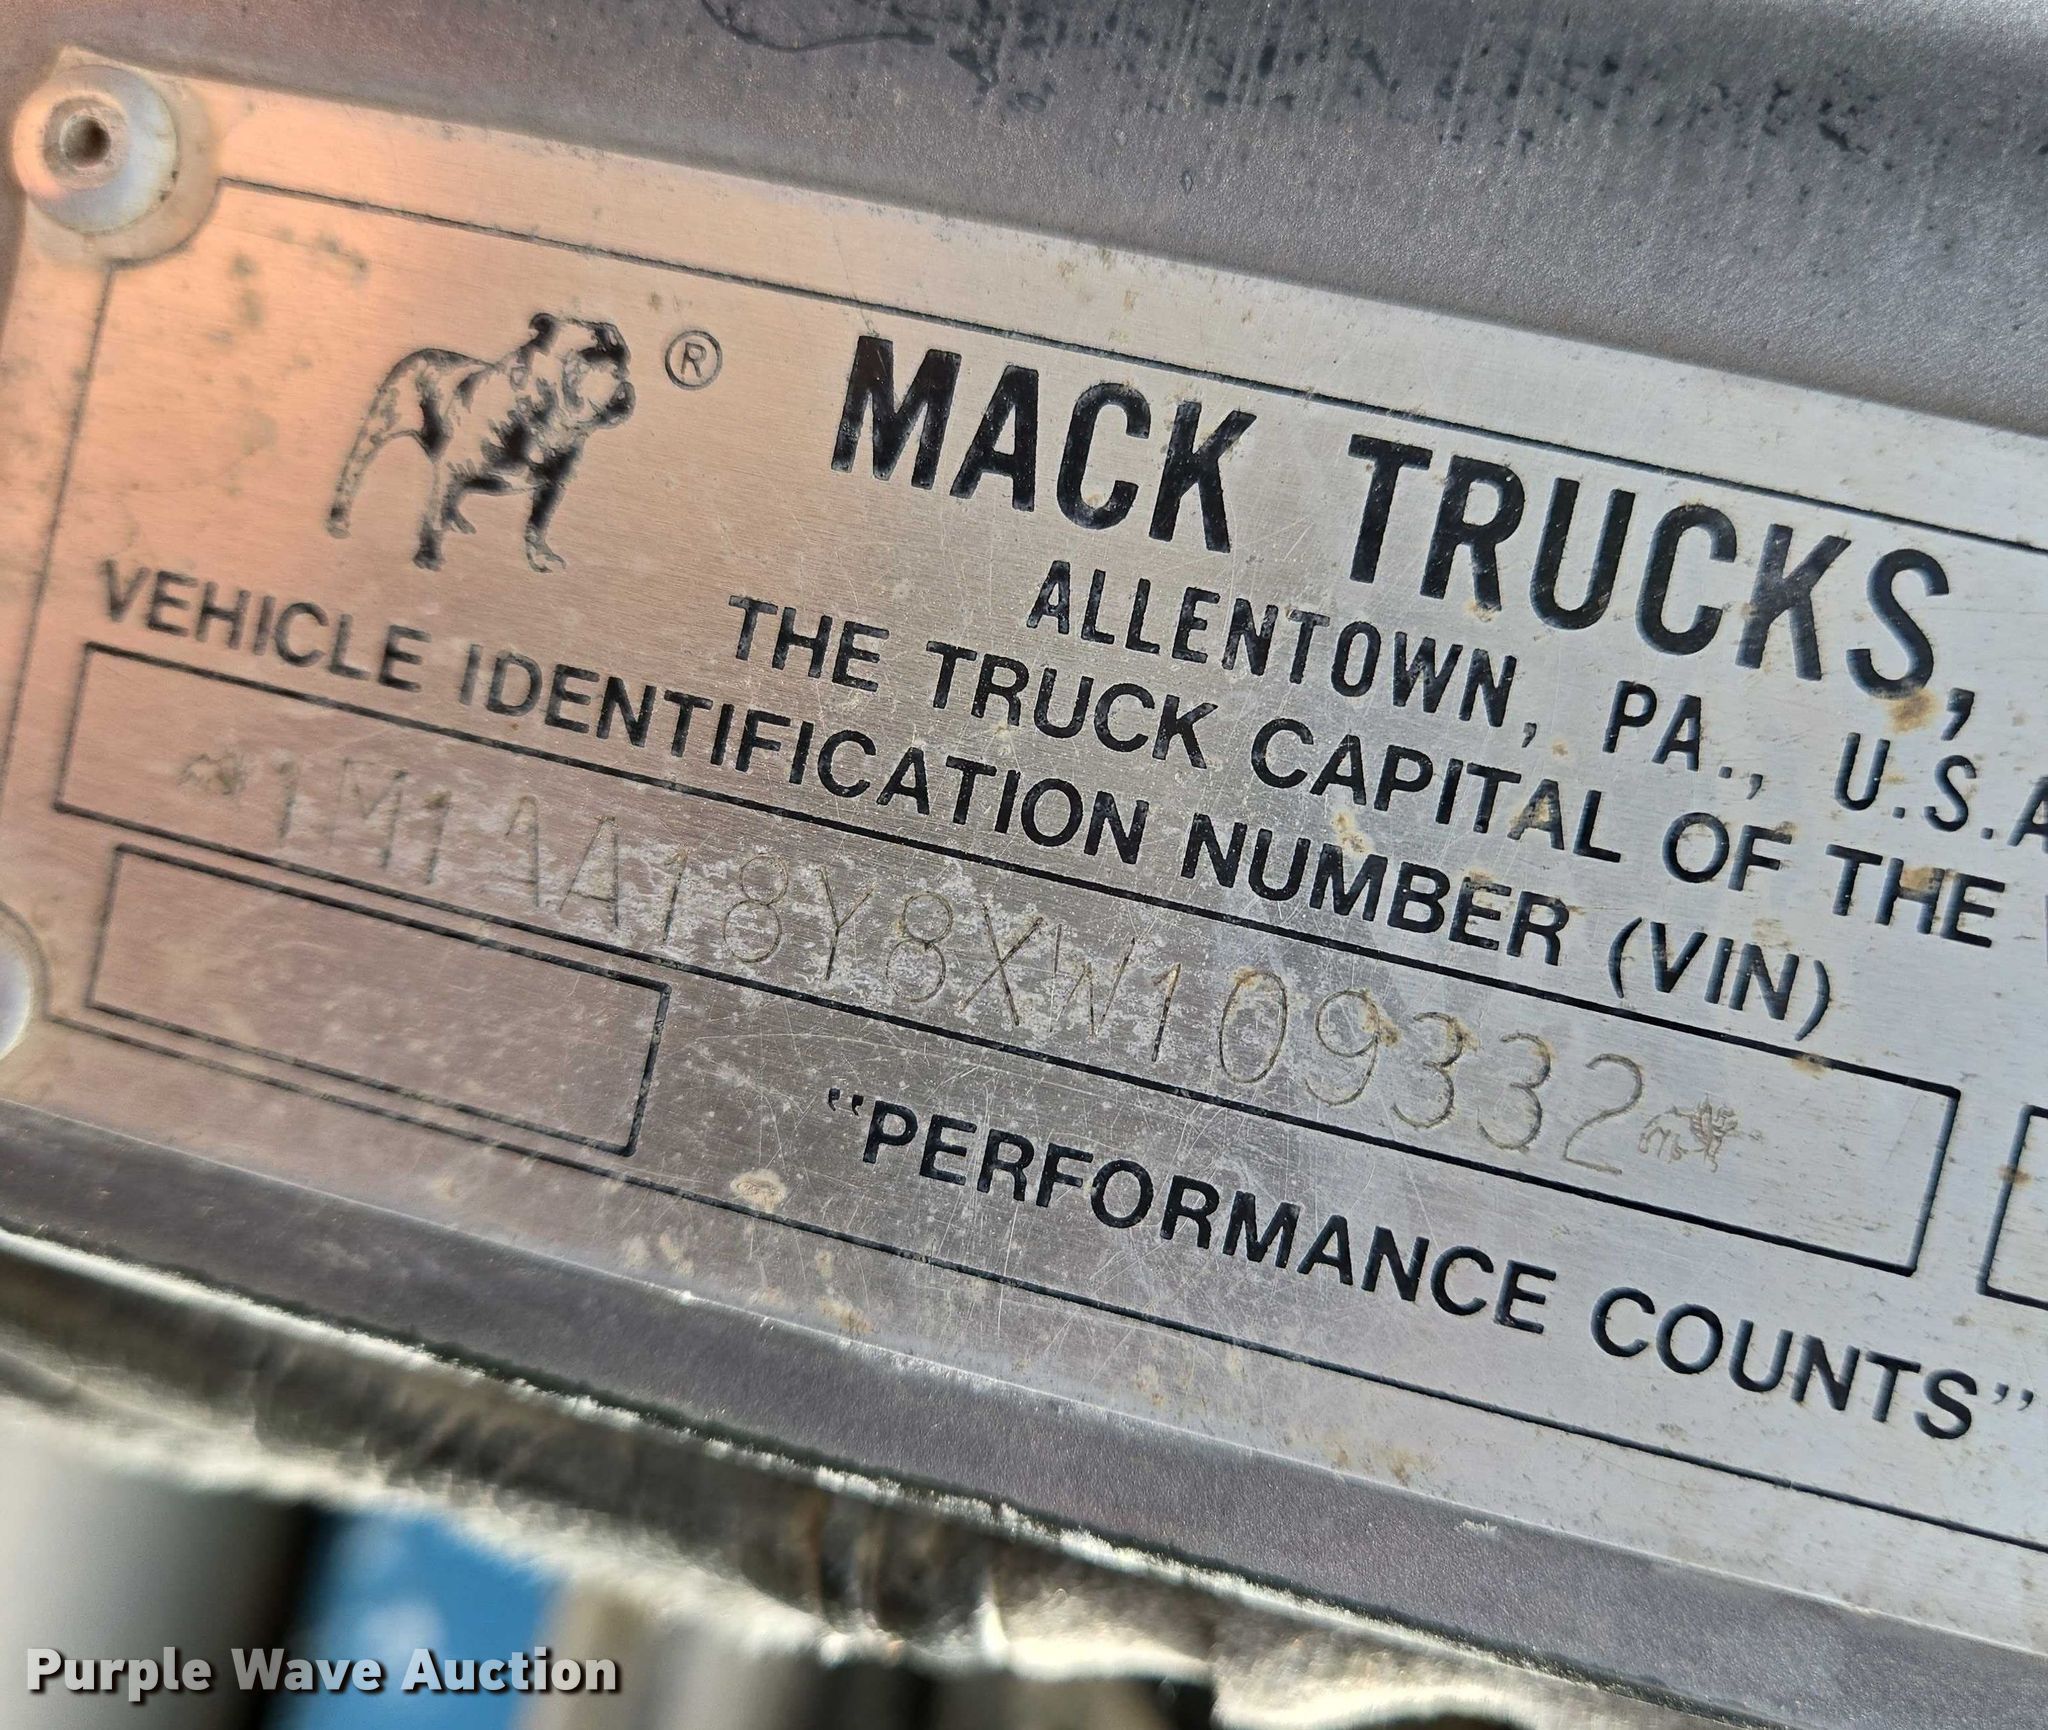 ®
MACK TRUCKS,
ALLENTOWN, PA., U.S.A
THE TRUCK CAPITAL OF THE
VEHICLE IDENTIFICATION NUMBER (VIN)
1M1AA18Y8XW109332
"PERFORMANCE COUNTS"
Purple Wave Auction